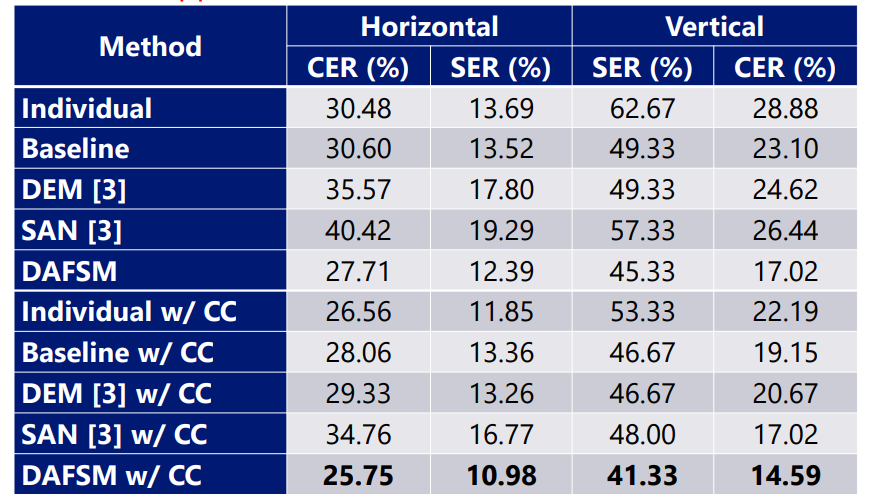 Method Horizontal Vertical
CER (%) SER (%) SER (%) CER (%)
Individual 30.48 13.69 62.67 28.88
Baseline 30.60 13.52 49.33 23.10
DEM [3] 35.57 17.80 49.33 24.62
SAN [3] 40.42 19.29 57.33 26.44
DAFSM 27.71 12.39 45.33 17.02
Individual w/ CC 26.56 11.85 53.33 22.19
Baseline w/ CC 28.06 13.36 46.67 19.15
DEM [3] w/ CC 29.33 13.26 46.67 20.67
SAN [3] w/ CC 34.76 16.77 48.00 17.02
DAFSM w/ CC 25.75 10.98 41.33 14.59